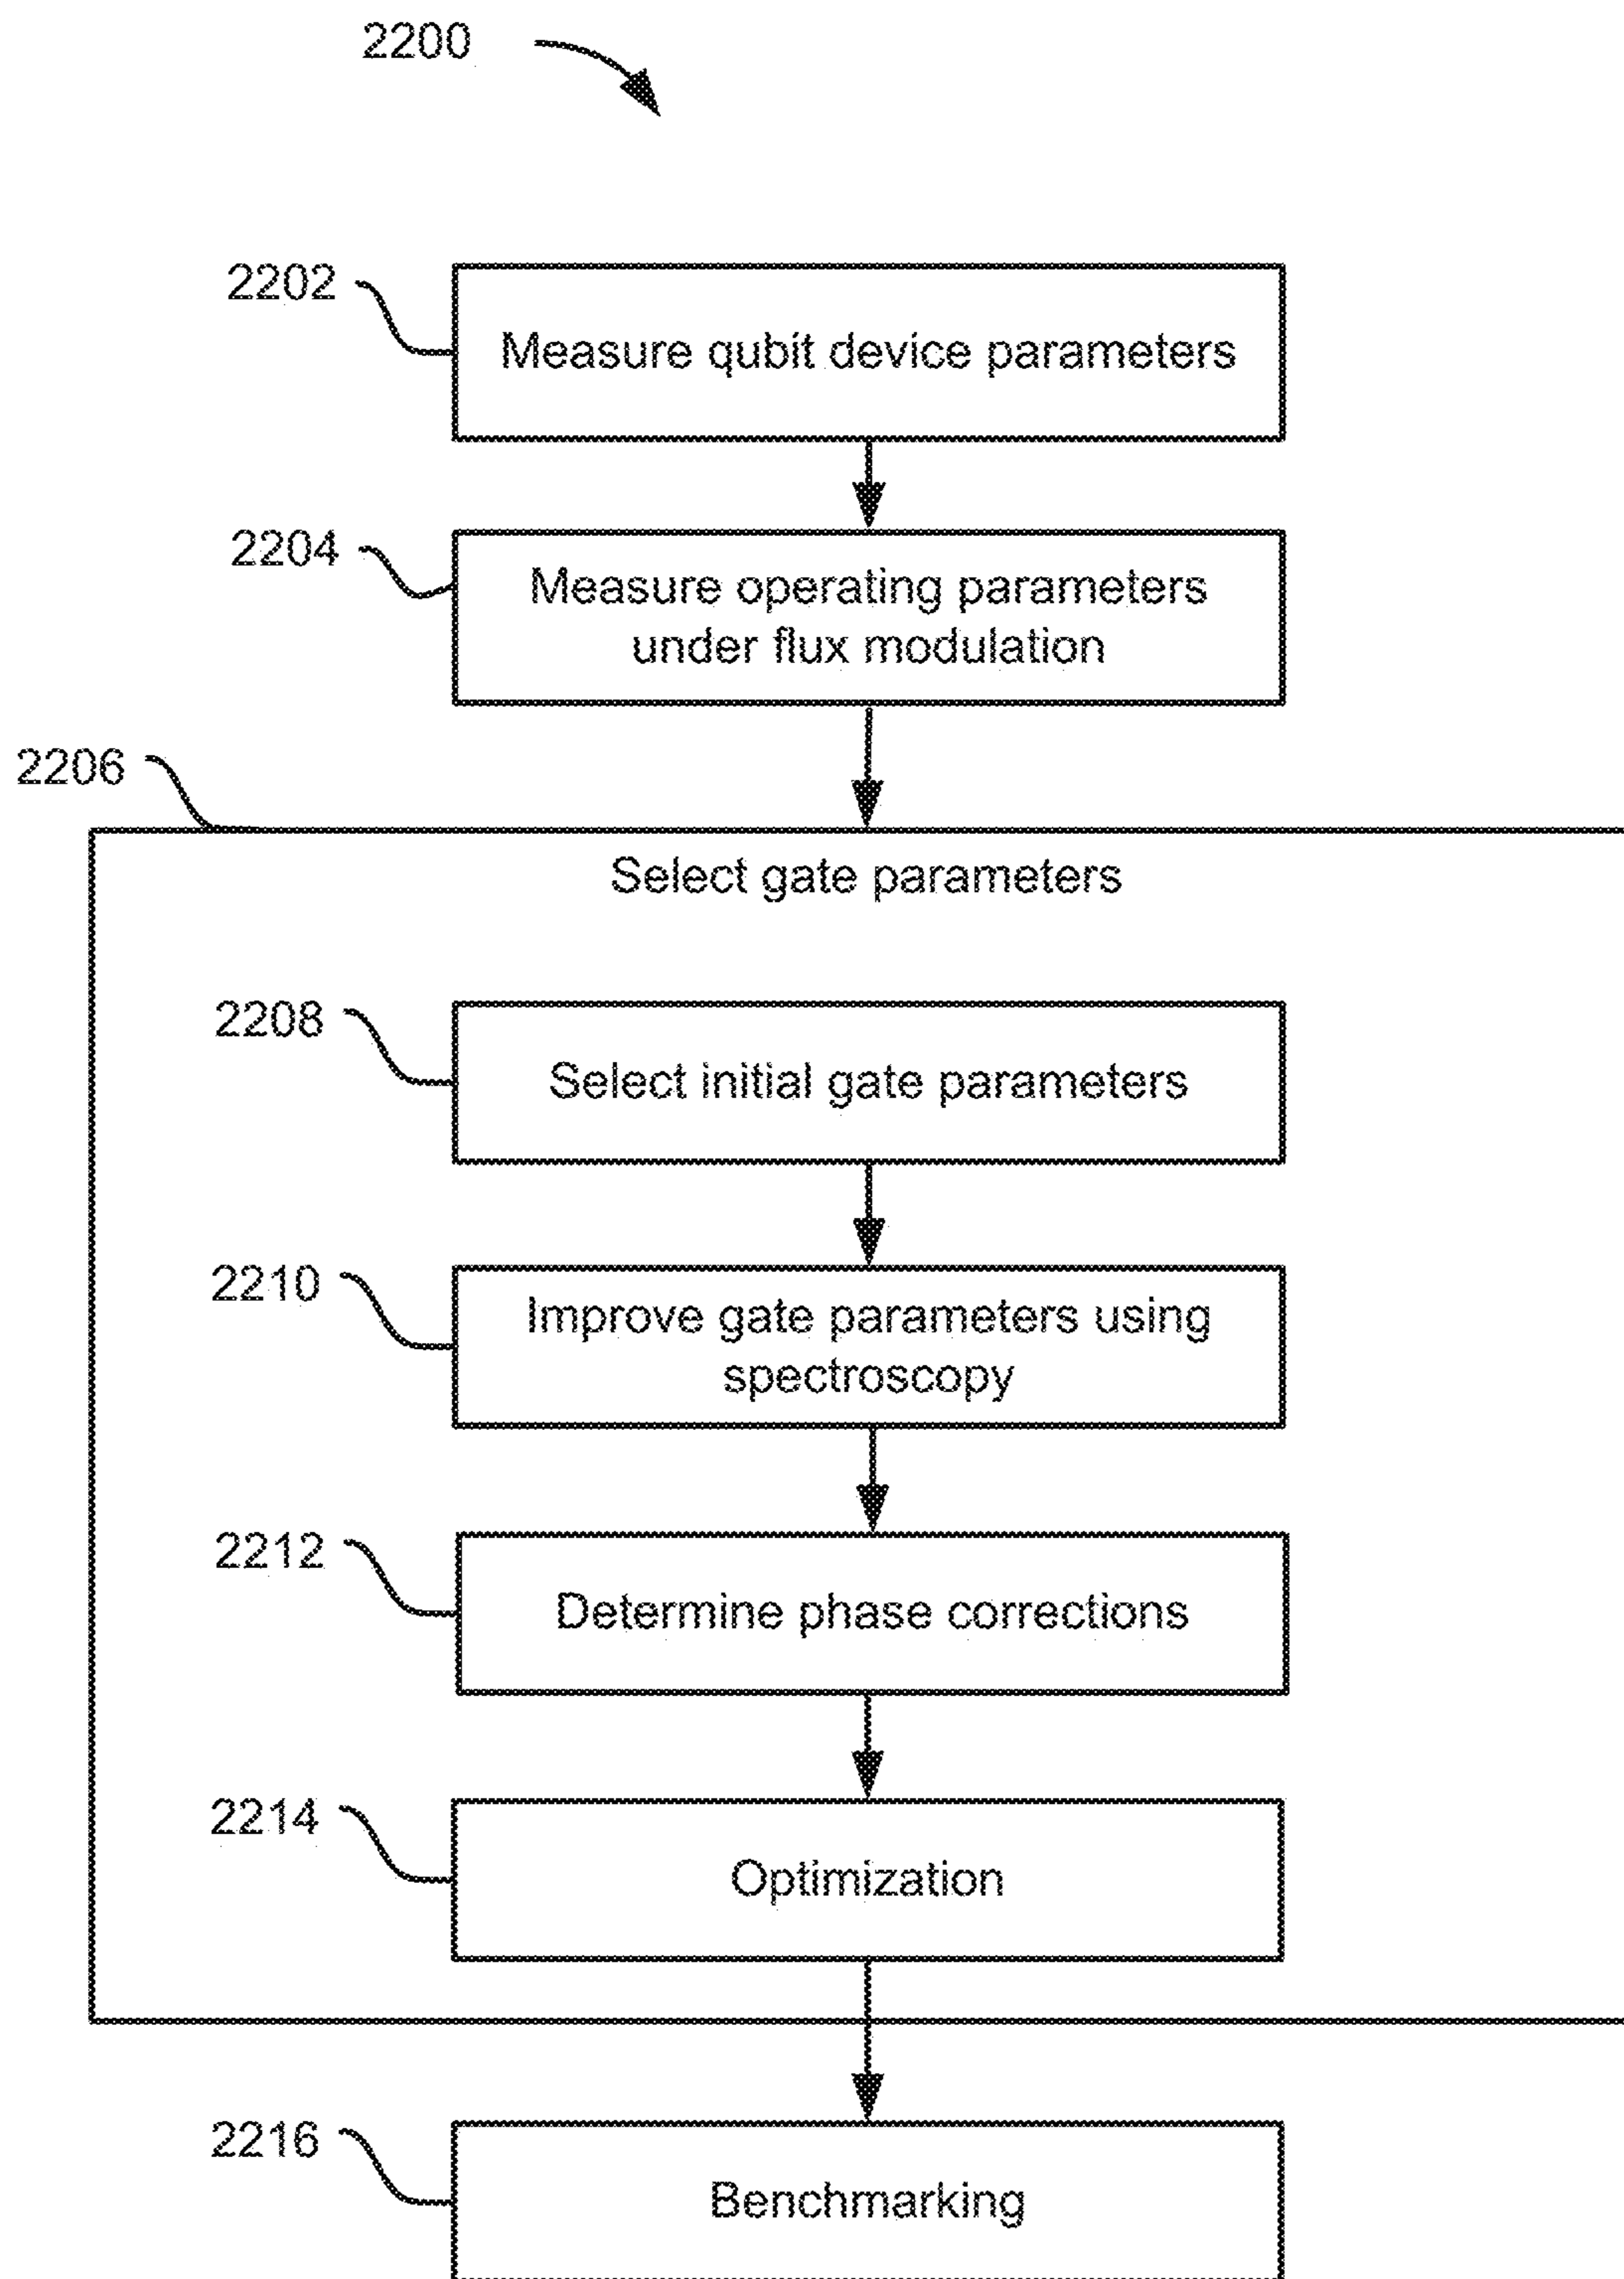 2200
2202
Measure qubit device parameters
2204
Measure operating parameters
under flux modulation
2206
Select gate parameters
2208
Select initial gate parameters
2210
Improve gate parameters using
spectroscopy
2212
Determine phase corrections
2214
Optimization
2216
Benchmarking